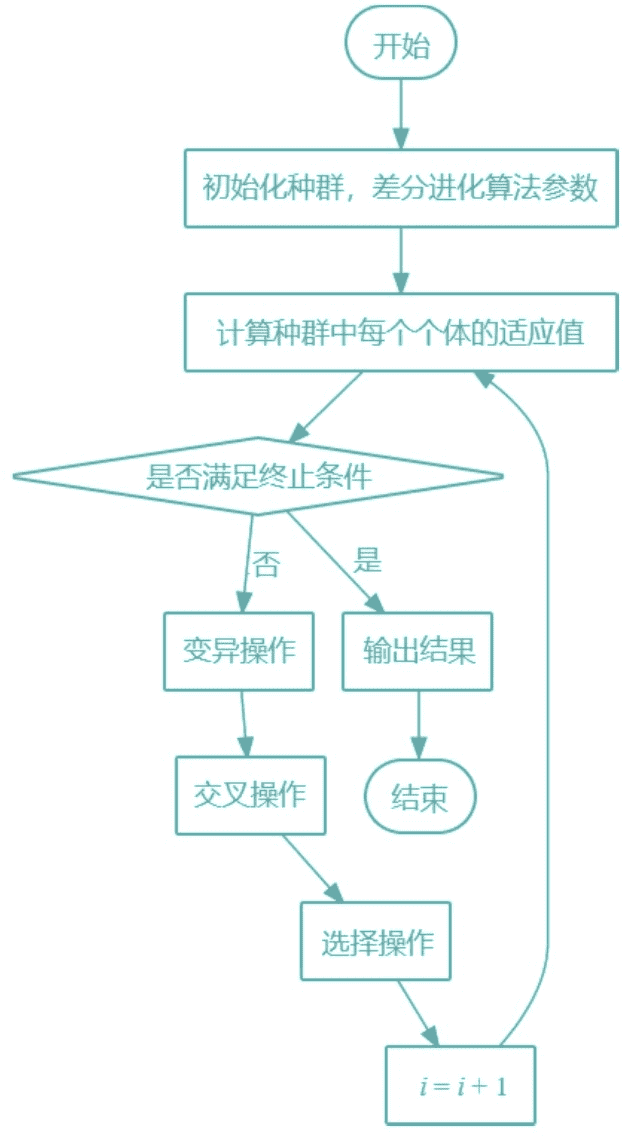 开始
初始化种群，差分进化算法参数
计算种群中每个个体的适应值
是否满足终止条件
否
是
变异操作
输出结果
交叉操作
结束
选择操作
i = i + 1